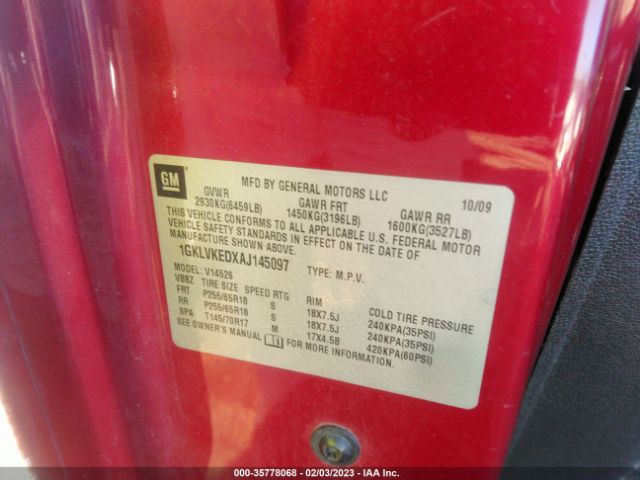 GM
MFD BY GENERAL MOTORS LLC 10/09
GVWR GAWR FRT GAWR RR
2930KG(6459LB) 1450KG(3196LB) 1600KG(3527LB)
THIS VEHICLE CONFORMS TO ALL APPLICABLE U.S. FEDERAL MOTOR
VEHICLE SAFETY STANDARDS IN EFFECT ON THE DATE OF
MANUFACTURE SHOWN ABOVE.
1GKLVKEDXAJ145097 TYPE: M.P.V.
MODEL: V14526
VBBZ TIRE SIZE SPEED RTG RIM COLD TIRE PRESSURE
FRT P255/65R18 S 18X7.5J 240KPA(35PSI)
RR P255/65R18 S 18X7.5J 240KPA(35PSI)
SPA T145/70R17 M 17X4.5B 420KPA(60PSI)
SEE OWNER'S MANUAL FOR MORE INFORMATION.
000-35778068 - 02/03/2023 - IAA Inc.